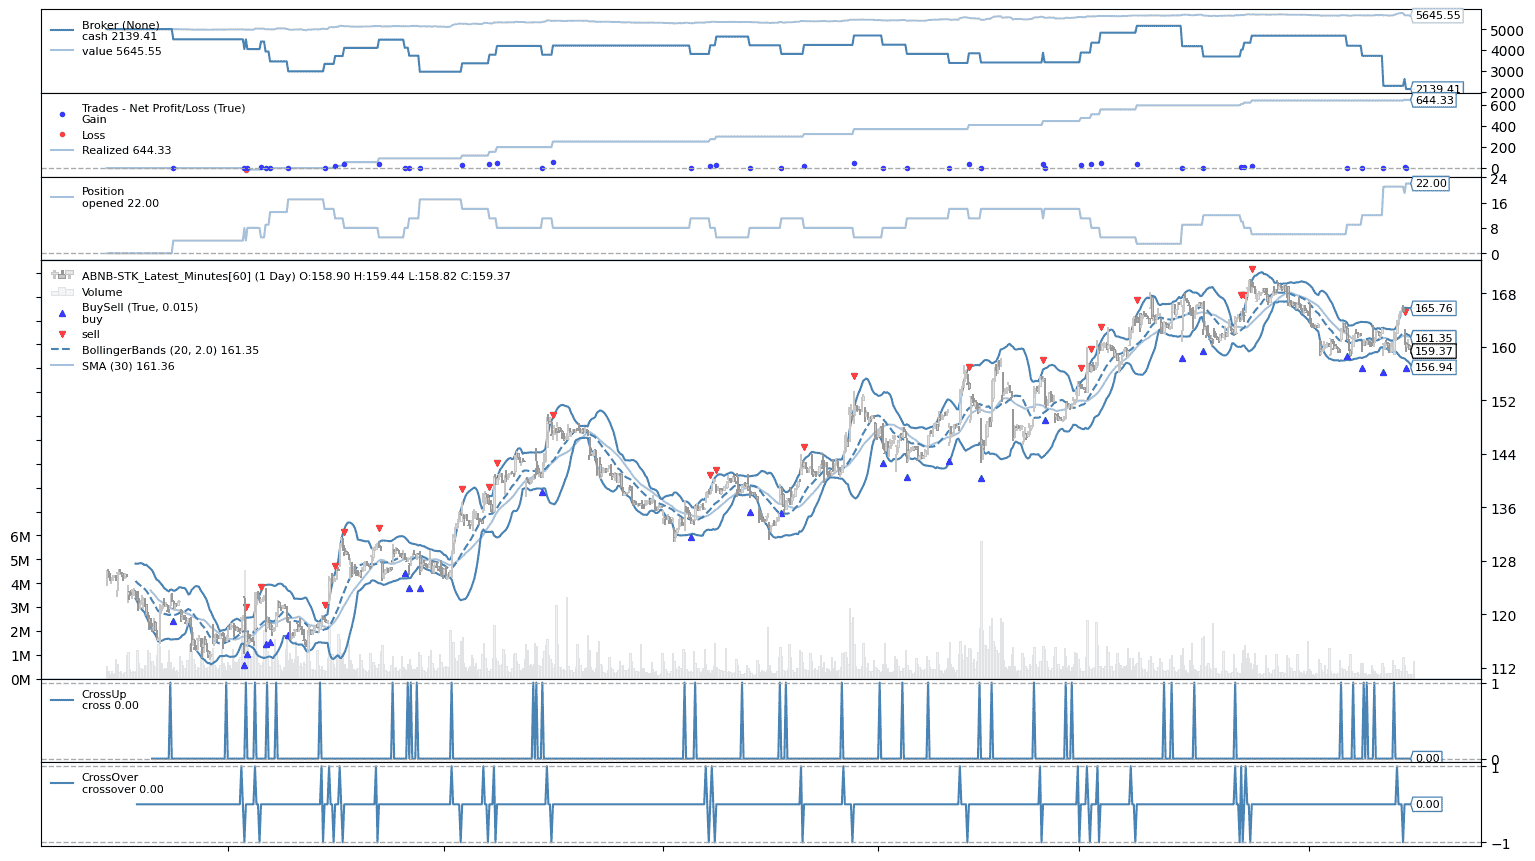 Broker (None)
cash 2139.41
value 5645.55
5645.55
5000
4000
3000
2139.41
2000
Trades - Net Profit/Loss (True)
Gain
Loss
Realized 644.33
644.33
600
400
200
0
Position
opened 22.00
24
22.00
16
8
0
ABNB-STK_Latest_Minutes[60] (1 Day) O:158.90 H:159.44 L:158.82 C:159.37
Volume
BuySell (True, 0.015)
buy
sell
BollingerBands (20, 2.0) 161.35
SMA (30) 161.36
168
165.76
161.35
160
159.37
156.94
152
144
136
128
120
112
6M
5M
4M
3M
2M
1M
0M
CrossUp
cross 0.00
1
0.00
0
CrossOver
crossover 0.00
1
0.00
−1